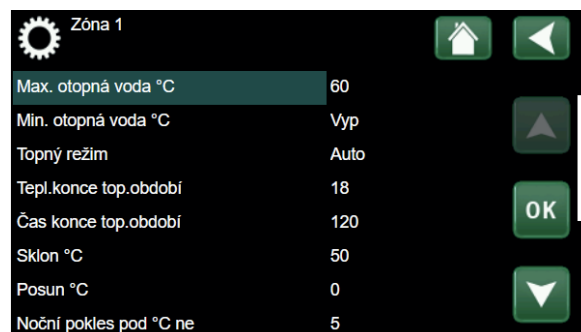 Zóna 1
Max. otopná voda °C 60
Min. otopná voda °C Vyp
Topný režim Auto
Tepl.konce top.období 18
Čas konce top.období 120
OK
Sklon °C 50
Posun °C 0
Noční pokles pod °C ne 5